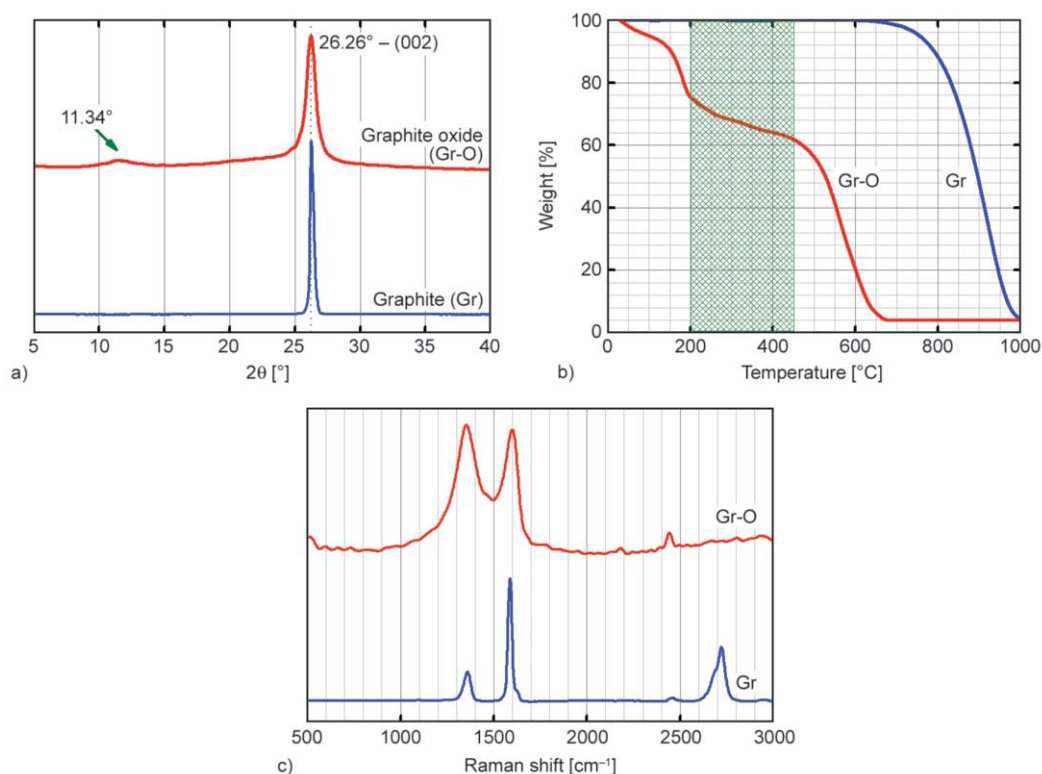 26.26° – (002)
11.34°
Graphite oxide
(Gr-O)
Graphite (Gr)
5 10 15 20 25 30 35 40
a)
2θ [°]
100
80
60
40
20
0
Weight [%]
Gr-O
Gr
0 200 400 600 800 1000
b)
Temperature [°C]
Gr-O
Gr
500 1000 1500 2000 2500 3000
c)
Raman shift [cm⁻¹]